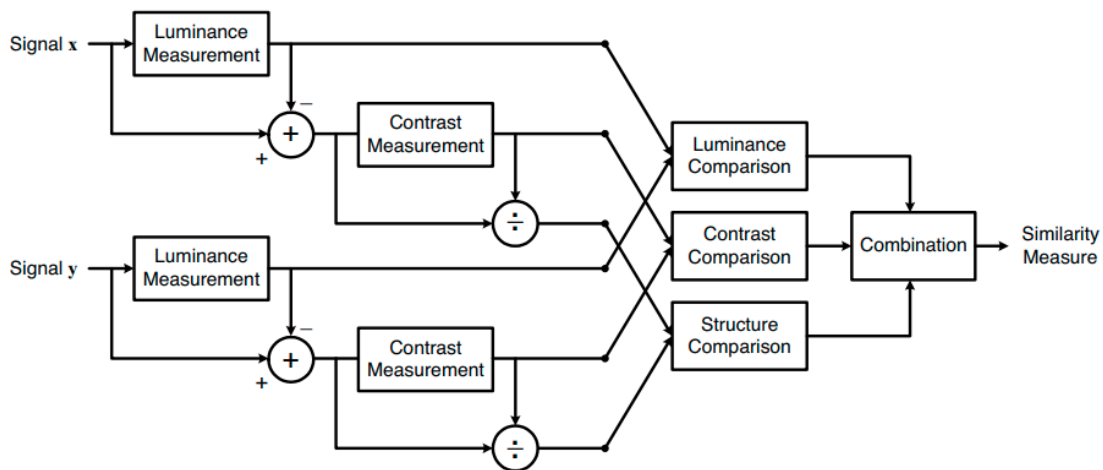 Signal x
Luminance
Measurement
−
+
+
Contrast
Measurement
÷
Signal y
Luminance
Measurement
−
+
+
Contrast
Measurement
÷
Luminance
Comparison
Contrast
Comparison
Structure
Comparison
Combination
Similarity
Measure